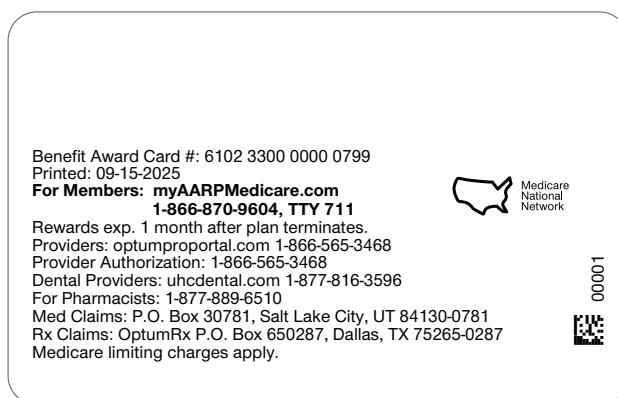 Benefit Award Card #: 6102 3300 0000 0799
Printed: 09-15-2025
For Members: myAARPMedicare.com
1-866-870-9604, TTY 711
Rewards exp. 1 month after plan terminates.
Providers: optumproportal.com 1-866-565-3468
Provider Authorization: 1-866-565-3468
Dental Providers: uhcdental.com 1-877-816-3596
For Pharmacists: 1-877-889-6510
Med Claims: P.O. Box 30781, Salt Lake City, UT 84130-0781
Rx Claims: OptumRx P.O. Box 650287, Dallas, TX 75265-0287
Medicare limiting charges apply.
Medicare
National
Network
00001